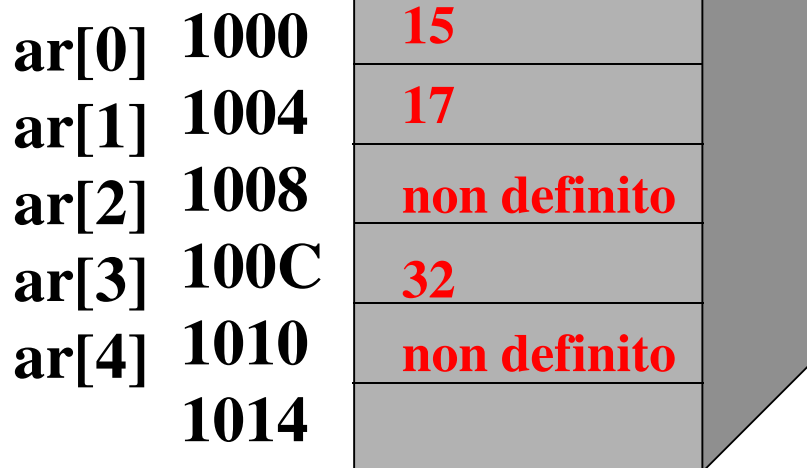 ar[0] 1000 15
ar[1] 1004 17
ar[2] 1008 non definito
ar[3] 100C 32
ar[4] 1010 non definito
1014